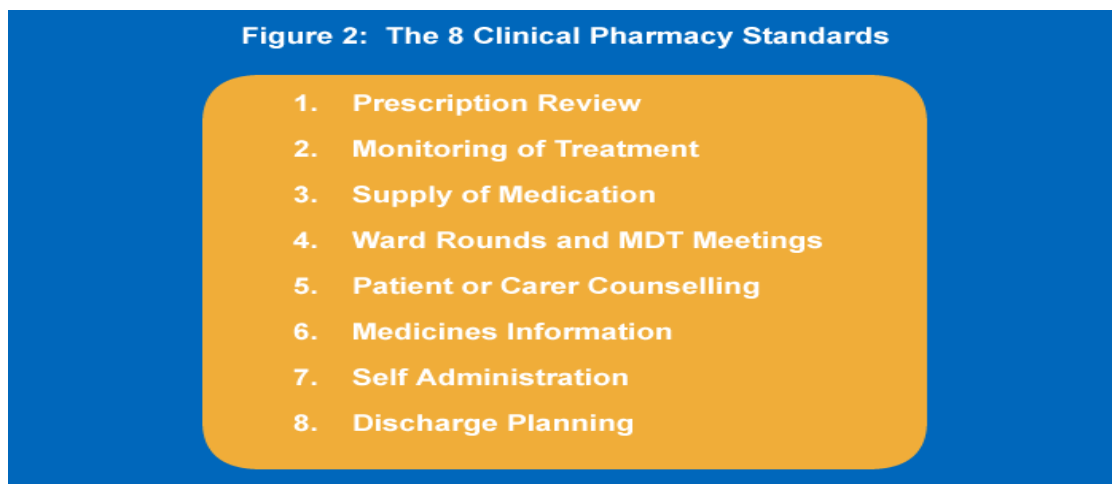 Figure 2: The 8 Clinical Pharmacy Standards
1. Prescription Review
2. Monitoring of Treatment
3. Supply of Medication
4. Ward Rounds and MDT Meetings
5. Patient or Carer Counselling
6. Medicines Information
7. Self Administration
8. Discharge Planning